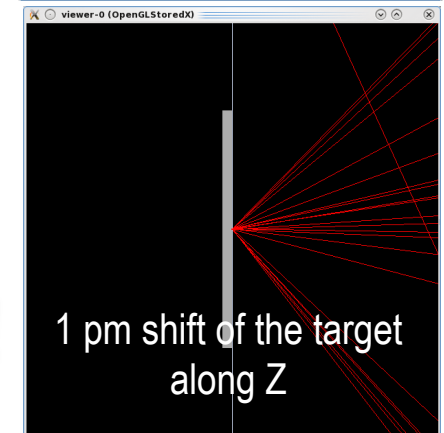 viewer-0 (OpenGLStoredX)
1 pm shift of the target
along Z